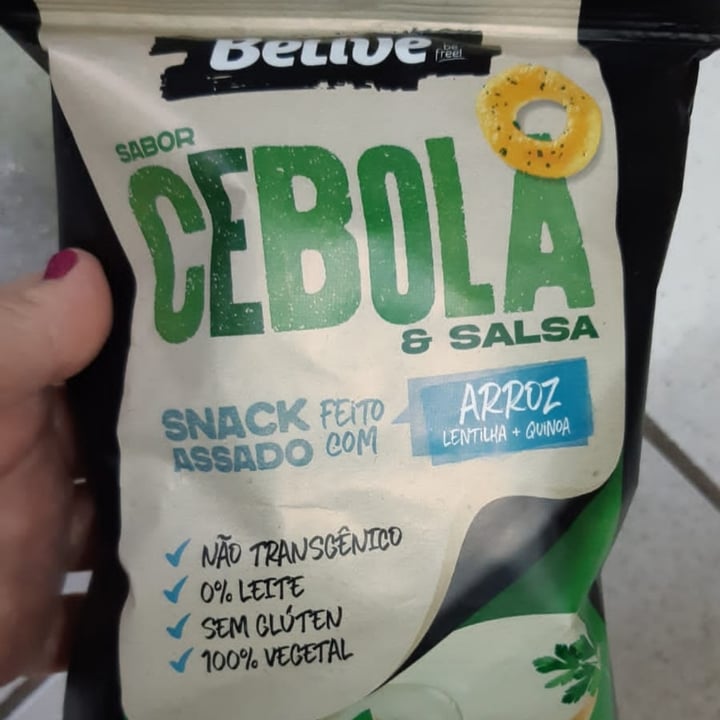 Belive be free!
SABOR
CEBOLA
& SALSA
SNACK ASSADO
FEITO COM
ARROZ
LENTILHA + QUINOA
NÃO TRANSGÊNICO
0% LEITE
SEM GLÚTEN
100% VEGETAL